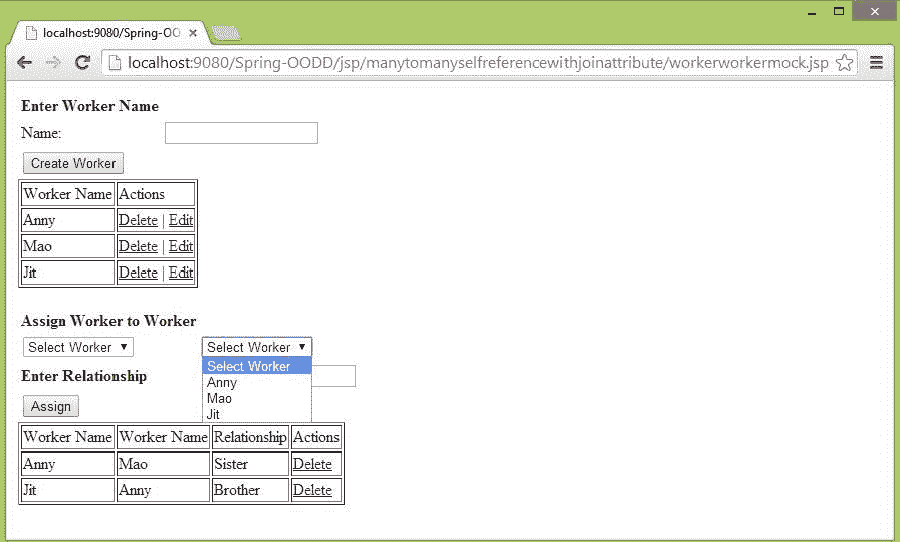 localhost:9080/Spring-OOD
localhost:9080/Spring-OODD/jsp/manytomanyselfreferencewithjoinattribute/workerworkermock.jsp
Enter Worker Name
Name:
Create Worker
Worker Name Actions
Anny Delete | Edit
Mao Delete | Edit
Jit Delete | Edit
Assign Worker to Worker
Select Worker Select Worker
Select Worker
Enter Relationship
Anny
Mao
Assign
Jit
Worker Name Worker Name Relationship Actions
Anny Mao Sister Delete
Jit Anny Brother Delete